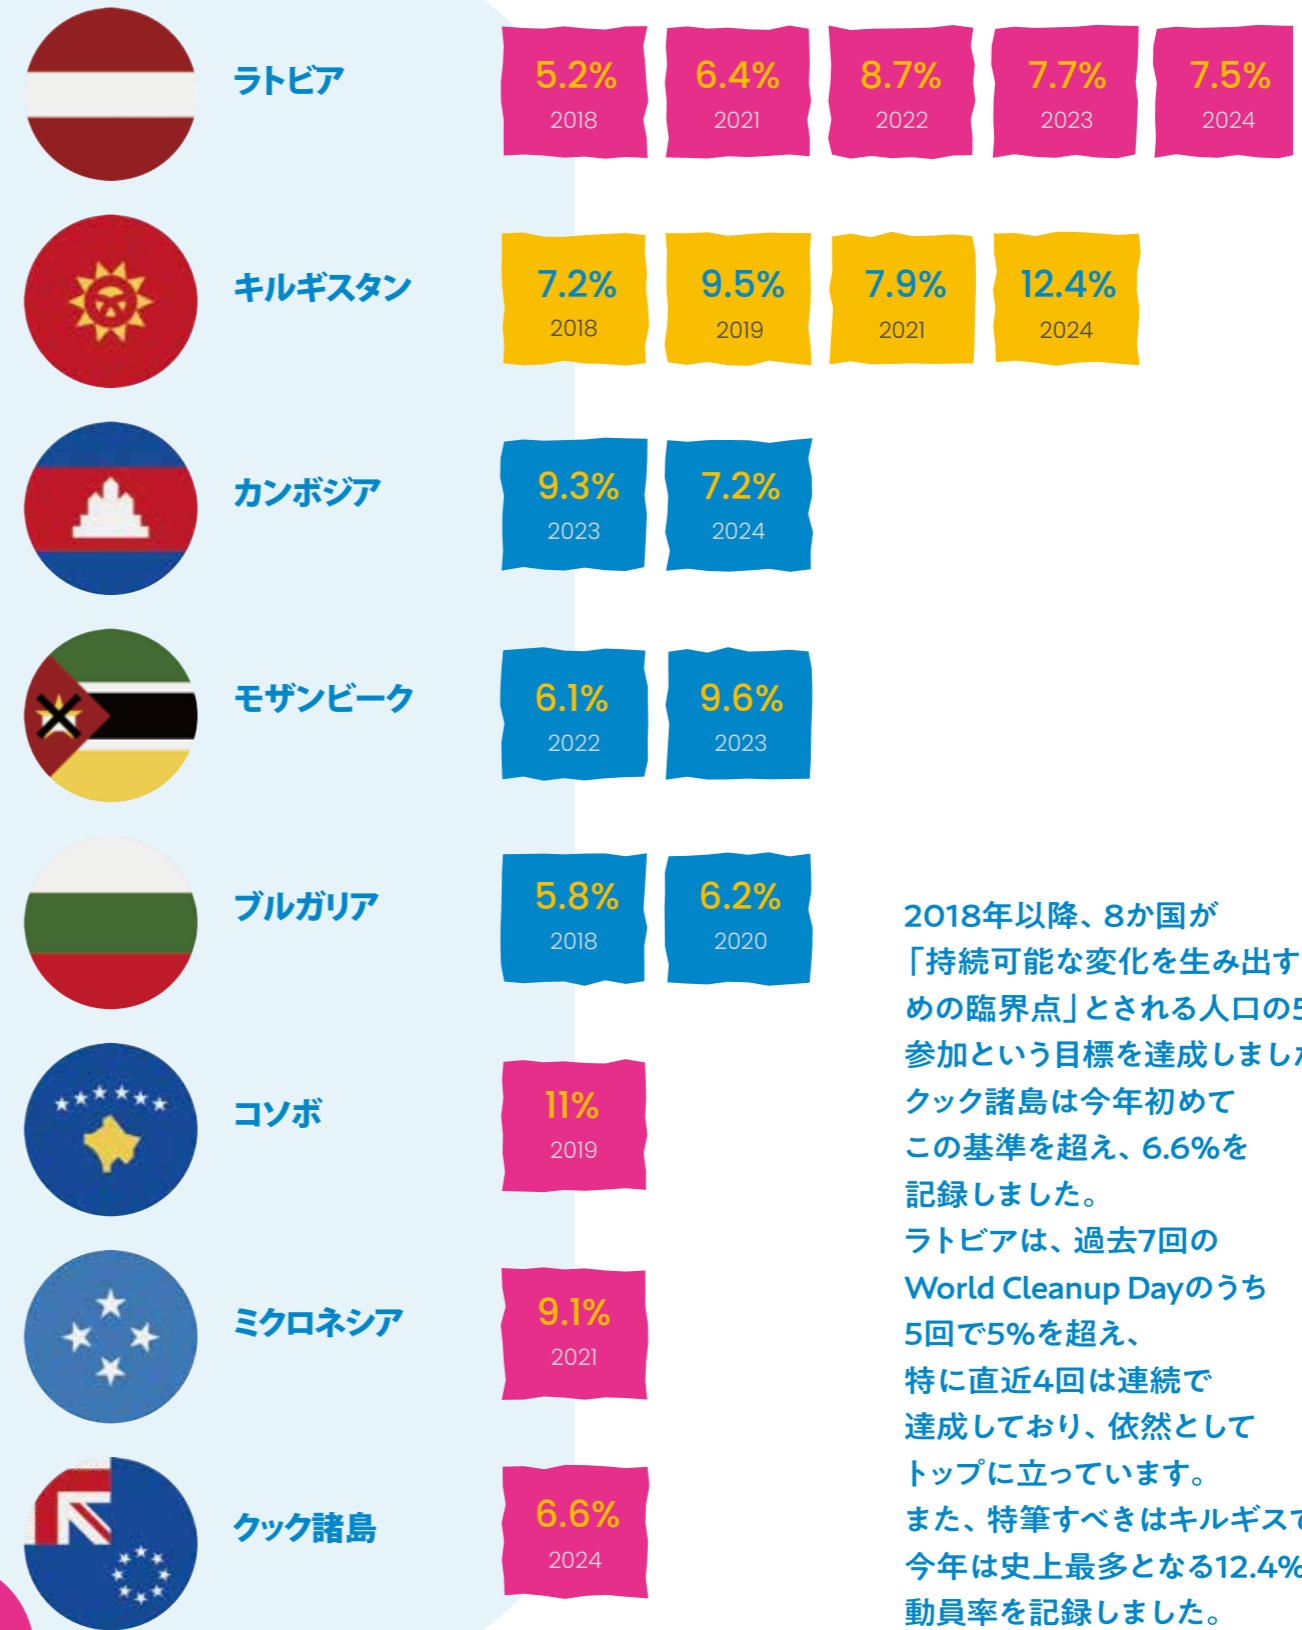 ラトビア
5.2% 6.4% 8.7% 7.7% 7.5%
2018 2021 2022 2023 2024
キルギスタン
7.2% 9.5% 7.9% 12.4%
2018 2019 2021 2024
カンボジア
9.3% 7.2%
2023 2024
モザンビーク
6.1% 9.6%
2022 2023
ブルガリア
5.8% 6.2%
2018 2020
コソボ
11%
2019
ミクロネシア
9.1%
2021
クック諸島
6.6%
2024
2018年以降、8か国が
「持続可能な変化を生み出す
めの臨界点」とされる人口の5
参加という目標を達成しまし
クック諸島は今年初めて
この基準を超え、6.6%を
記録しました。
ラトビアは、過去7回の
World Cleanup Dayのうち
5回で5%を超え、
特に直近4回は連続で
達成しており、依然として
トップに立っています。
また、特筆すべきはキルギスで
今年は史上最多となる12.4%
動員率を記録しました。